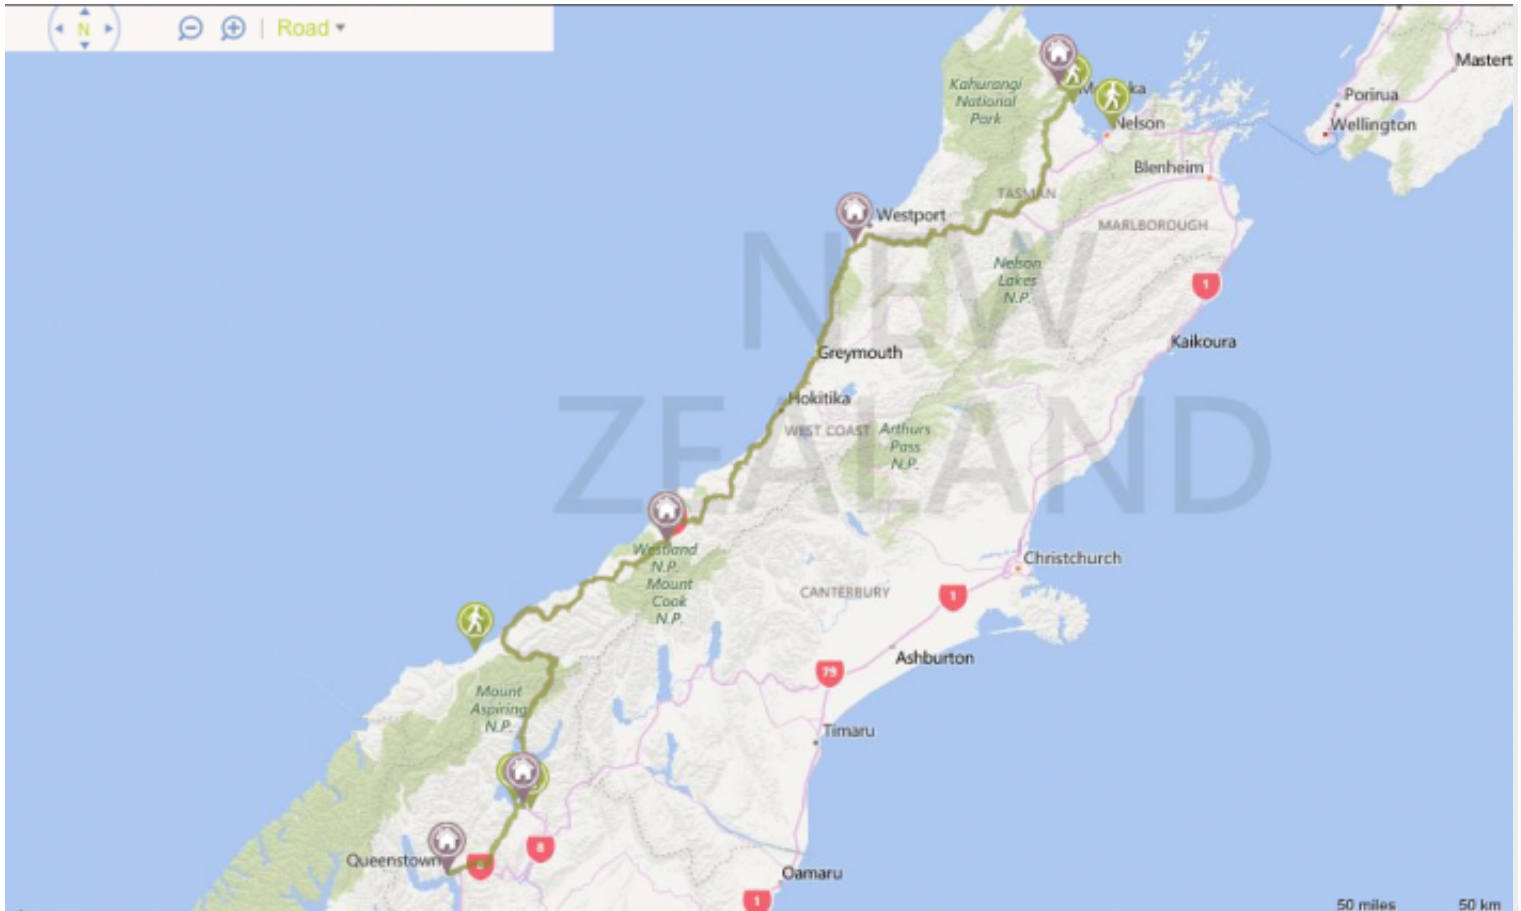 N
Road
Kahurangi
National
Park
Nelson
Blenheim
TASMAN
Westport
MARLBOROUGH
Mastert
Porirua
Wellington
NEW
ZEALAND
Nelson
Lakes
N.P.
1
Kaikoura
Greymouth
Hokitika
WEST COAST
Arthurs
Pass
N.P.
Westland
N.P.
Mount
Cook
N.P.
Christchurch
CANTERBURY
1
Ashburton
79
Mount
Aspiring
N.P.
Timaru
Queenstown
8
Oamaru
1
50 miles
50 km